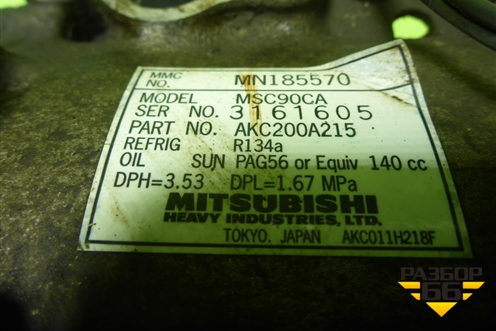 MMC
NO. MN185570
MODEL MSC90CA
SER NO. 3161605
PART NO. AKC200A215
REFRIG R134a
OIL SUN PAG56 or Equiv 140 cc
DPH=3.53 DPL=1.67 MPa
MITSUBISHI
HEAVY INDUSTRIES, LTD.
TOKYO, JAPAN AKC011H218F
РАЗБОР
66